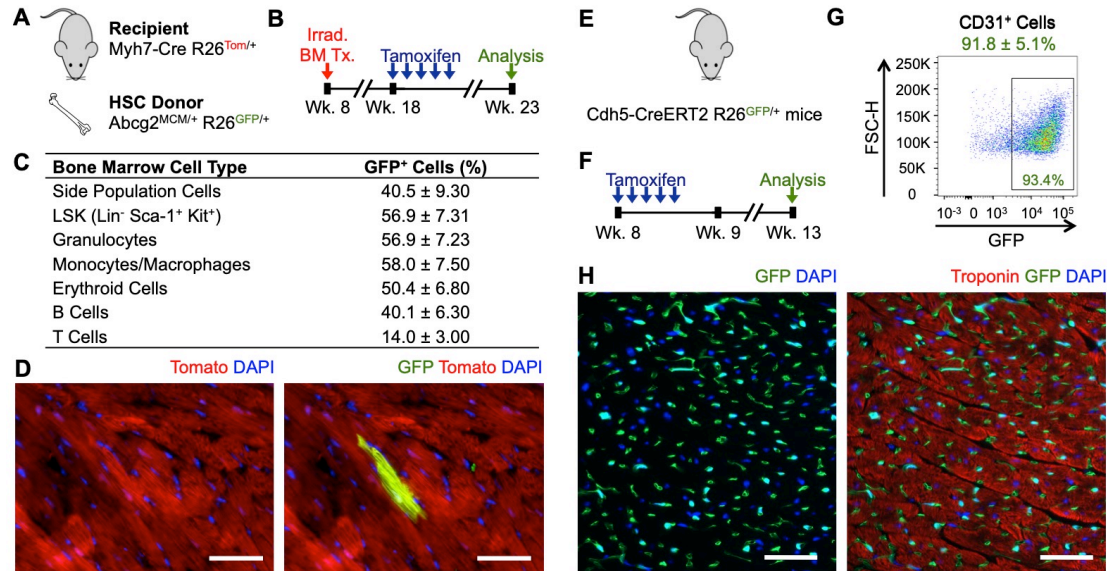 A
Recipient
Myh7-Cre R26Tom/+
HSC Donor
Abcg2MCM/+ R26GFP/+
B
Irrad.
BM Tx.
Tamoxifen
Analysis
Wk. 8
Wk. 18
Wk. 23
C
Bone Marrow Cell Type GFP+ Cells (%)
Side Population Cells 40.5 ± 9.30
LSK (Lin- Sca-1+ Kit+) 56.9 ± 7.31
Granulocytes 56.9 ± 7.23
Monocytes/Macrophages 58.0 ± 7.50
Erythroid Cells 50.4 ± 6.80
B Cells 40.1 ± 6.30
T Cells 14.0 ± 3.00
D
Tomato DAPI
GFP Tomato DAPI
E
Cdh5-CreERT2 R26GFP/+ mice
F
Tamoxifen
Analysis
Wk. 8
Wk. 9
Wk. 13
G
CD31+ Cells
91.8 ± 5.1%
FSC-H
250K
200K
150K
100K
50K
0
93.4%
10-3 0 103 104 105
GFP
H
GFP DAPI
Troponin GFP DAPI